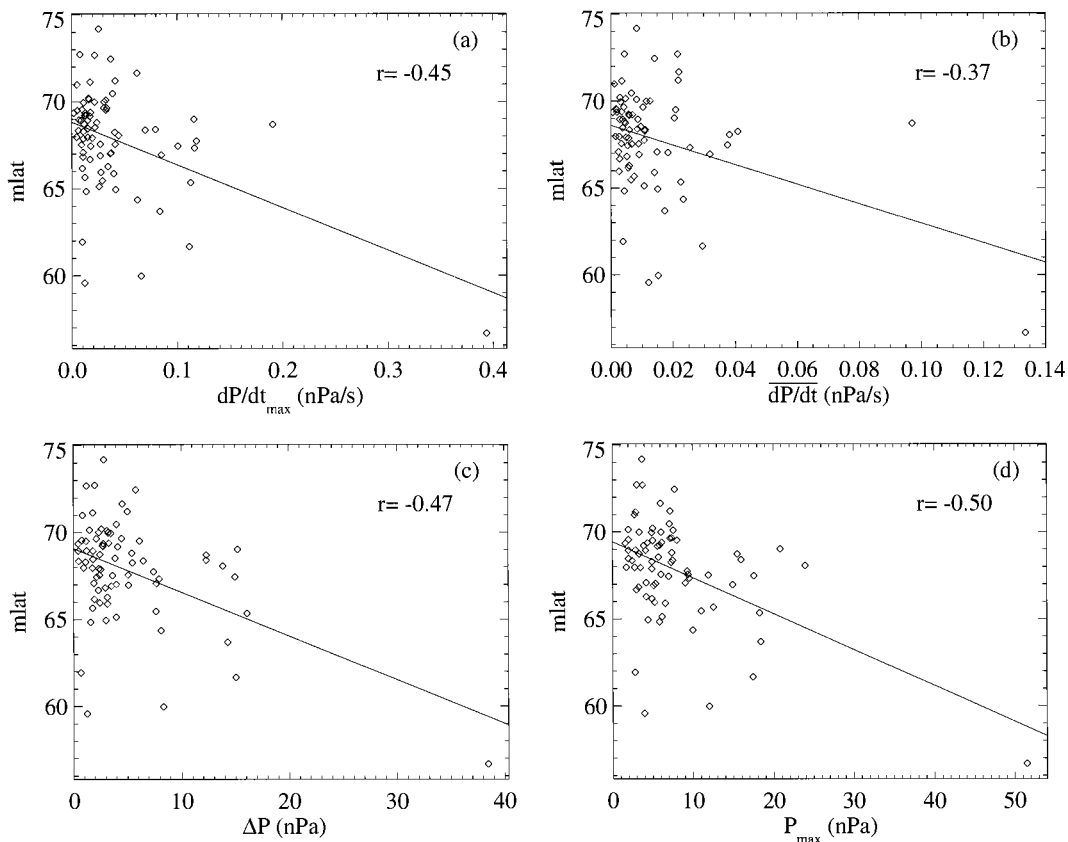 75
70
65
60
mlat
(a)
r= -0.45
0.0 0.1 0.2 0.3 0.4
dP/dt_max (nPa/s)
75
70
65
60
mlat
(b)
r= -0.37
0.00 0.02 0.04 0.06 0.08 0.10 0.12 0.14
dP/dt (nPa/s)
75
70
65
60
mlat
(c)
r= -0.47
0 10 20 30 40
ΔP (nPa)
75
70
65
60
mlat
(d)
r= -0.50
0 10 20 30 40 50
P_max (nPa)